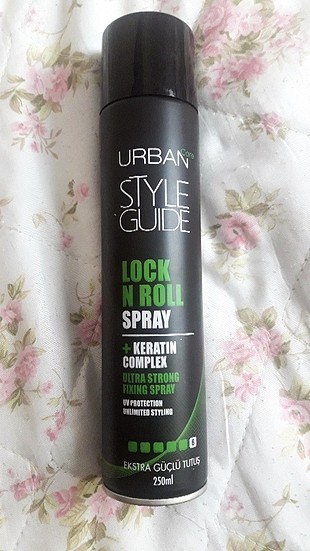 URBAN Care
STYLE
GUIDE
LOCK
N ROLL
SPRAY
+ KERATIN
COMPLEX
ULTRA STRONG
FIXING SPRAY
UV PROTECTION
UNLIMITED STYLING
6
EKSTRA GÜÇLÜ TUTUŞ
250ml